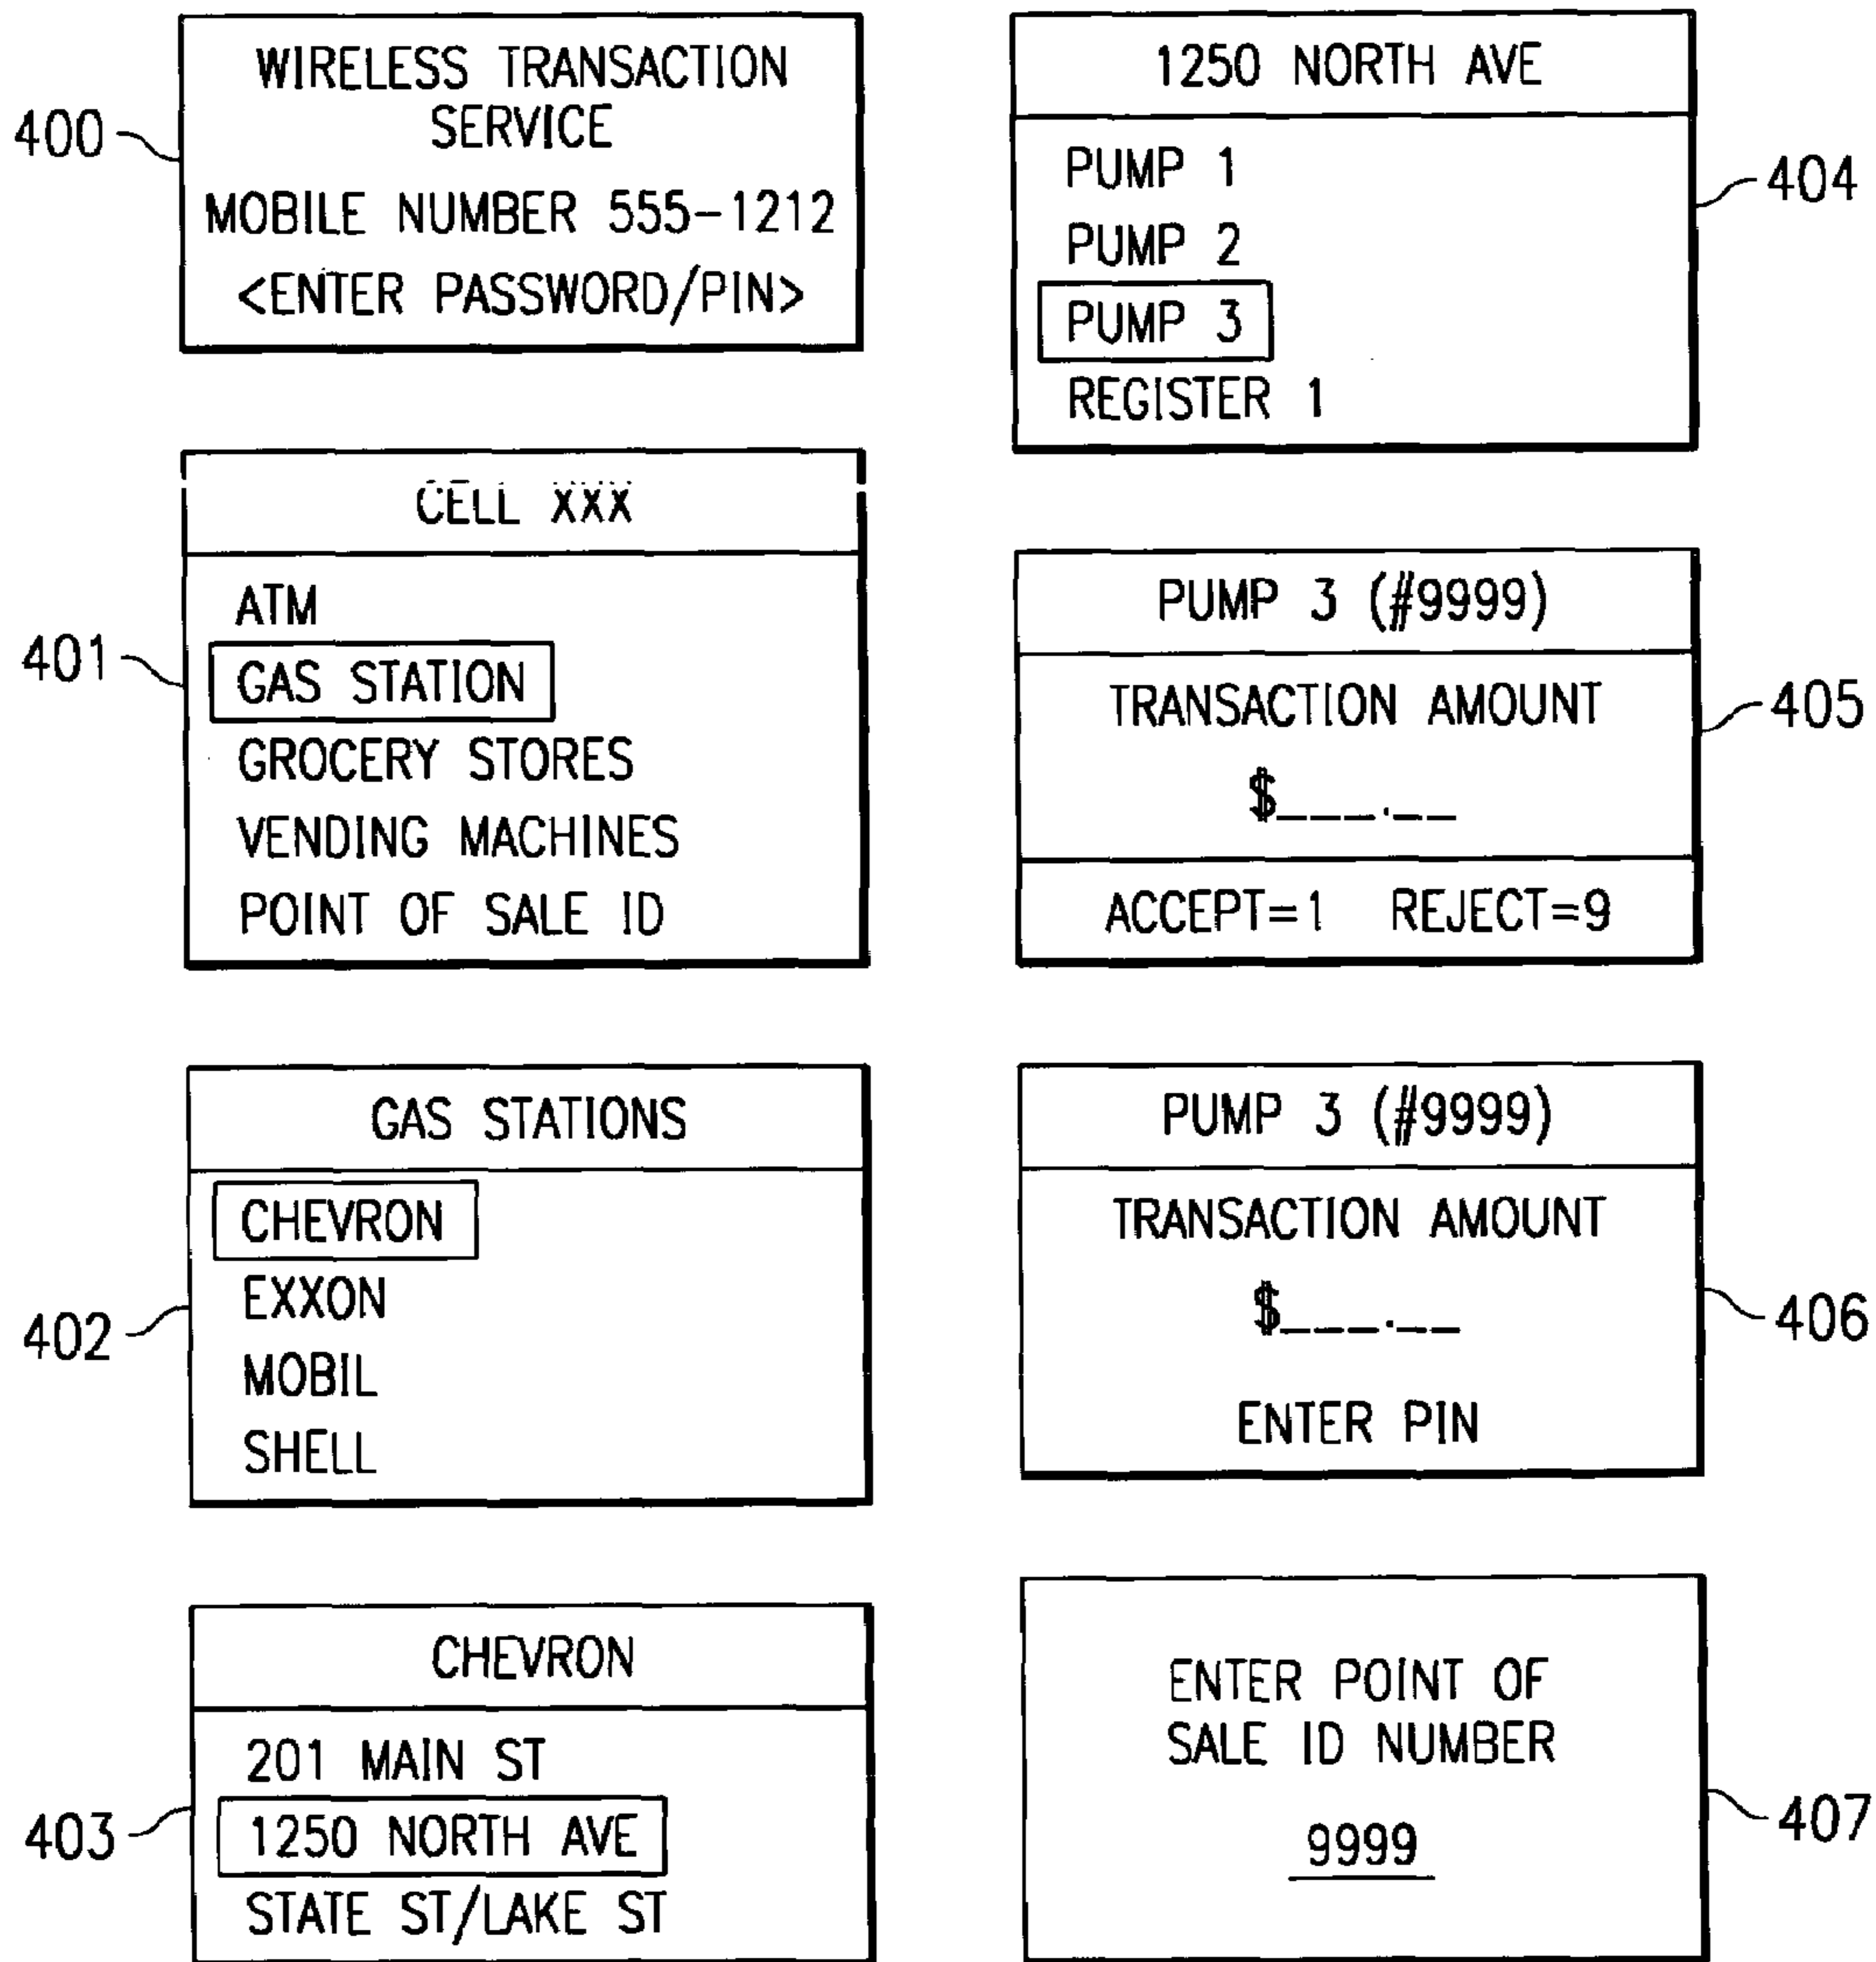 400
WIRELESS TRANSACTION
SERVICE
MOBILE NUMBER 555-1212
<ENTER PASSWORD/PIN>
401
CELL XXX
ATM
GAS STATION
GROCERY STORES
VENDING MACHINES
POINT OF SALE ID
402
GAS STATIONS
CHEVRON
EXXON
MOBIL
SHELL
403
CHEVRON
201 MAIN ST
1250 NORTH AVE
STATE ST/LAKE ST
404
1250 NORTH AVE
PUMP 1
PUMP 2
PUMP 3
REGISTER 1
405
PUMP 3 (#9999)
TRANSACTION AMOUNT
$___.__
ACCEPT=1 REJECT=9
406
PUMP 3 (#9999)
TRANSACTION AMOUNT
$___.__
ENTER PIN
407
ENTER POINT OF
SALE ID NUMBER
9999